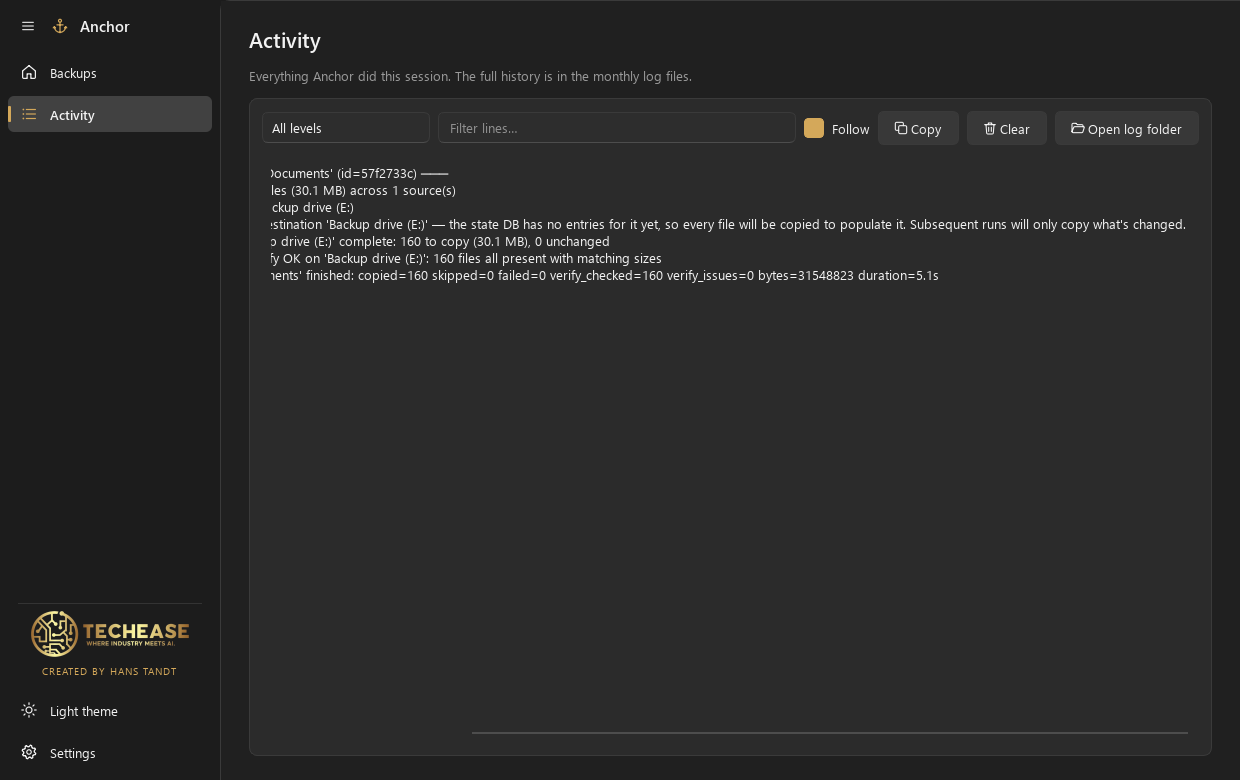 Anchor
Backups
Activity
Activity
Everything Anchor did this session. The full history is in the monthly log files.
All levels
Filter lines...
Follow
Copy
Clear
Open log folder
Documents' (id=57f2733c) ───
les (30.1 MB) across 1 source(s)
ckup drive (E:)
estination 'Backup drive (E:)' — the state DB has no entries for it yet, so every file will be copied to populate it. Subsequent runs will only copy what's changed.
p drive (E:)' complete: 160 to copy (30.1 MB), 0 unchanged
fy OK on 'Backup drive (E:)': 160 files all present with matching sizes
ments' finished: copied=160 skipped=0 failed=0 verify_checked=160 verify_issues=0 bytes=31548823 duration=5.1s
TECHEASE
WHERE INDUSTRY MEETS AI.
CREATED BY HANS TANDT
Light theme
Settings